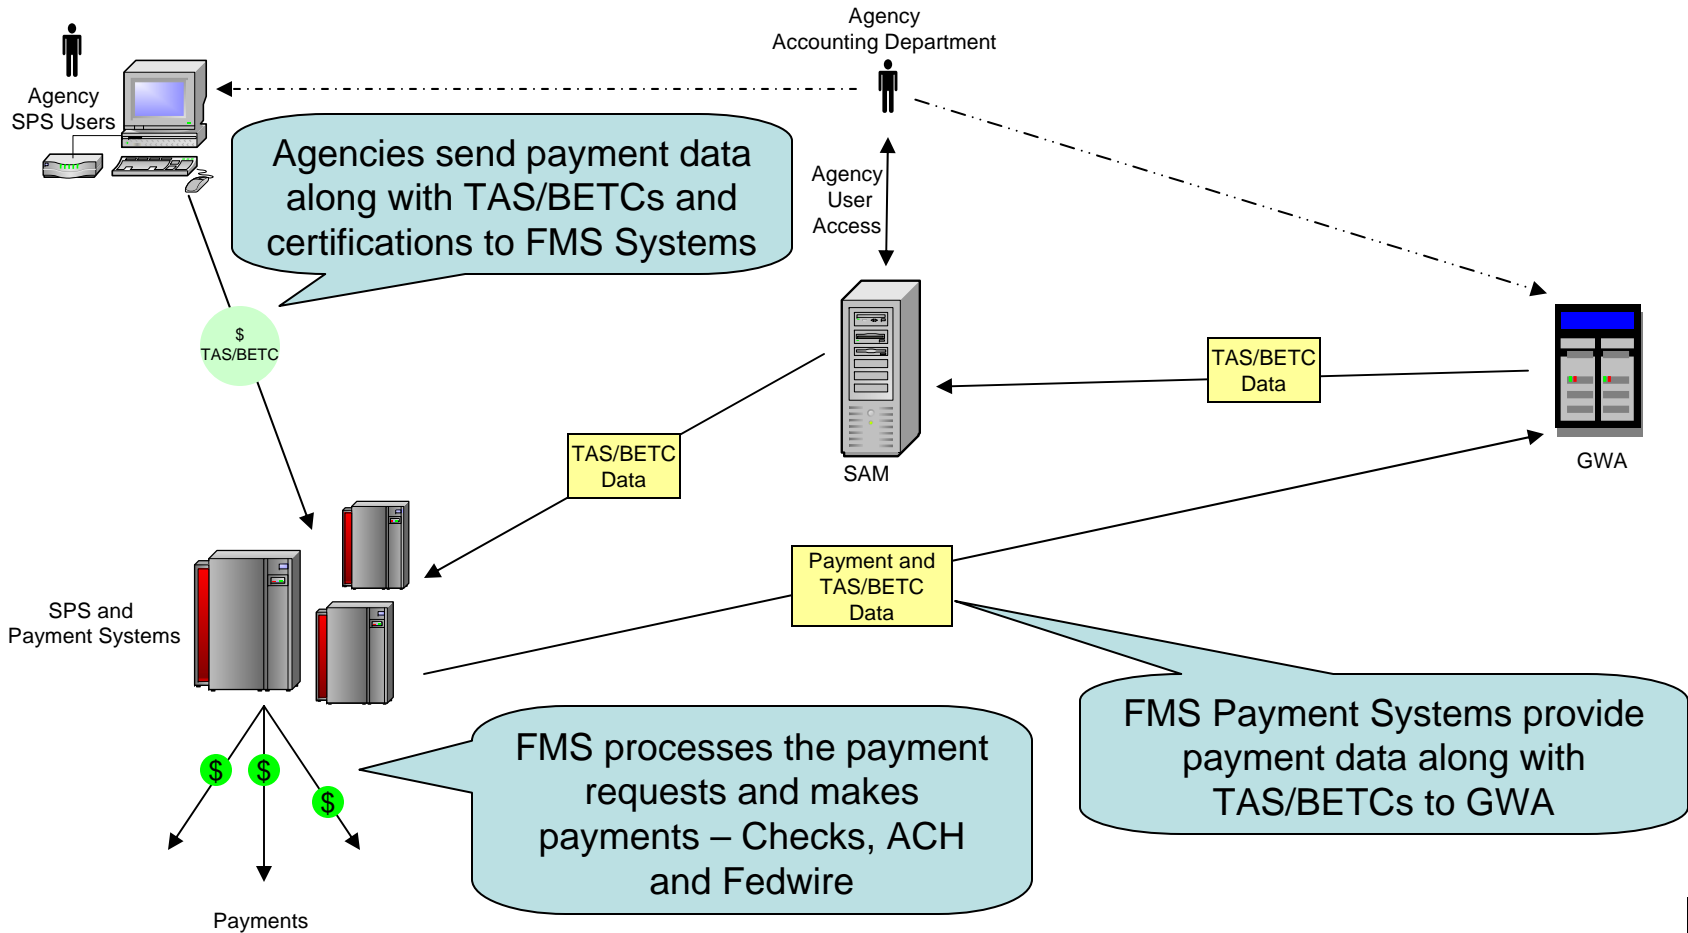 Agency
Accounting Department
Agency
SPS Users
Agencies send payment data
along with TAS/BETCs and
certifications to FMS Systems
Agency
User
Access
$
TAS/BETC
TAS/BETC
Data
TAS/BETC
Data
SAM
GWA
Payment and
TAS/BETC
Data
SPS and
Payment Systems
FMS Payment Systems provide
payment data along with
TAS/BETCs to GWA
FMS processes the payment
requests and makes
payments – Checks, ACH
and Fedwire
$
$
$
Payments